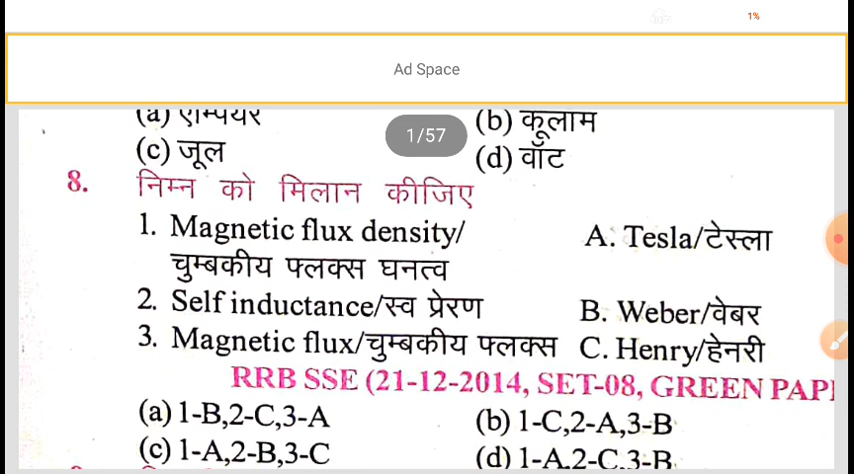 1%
Ad Space
(a) एम्पियर (b) कूलाम
1/57
(c) जूल (d) वॉट
8. निम्न को मिलान कीजिए
1. Magnetic flux density/ A. Tesla/टेस्ला
चुम्बकीय फ्लक्स घनत्व
2. Self inductance/स्व प्रेरण B. Weber/वेबर
3. Magnetic flux/चुम्बकीय फ्लक्स C. Henry/हेनरी
RRB SSE (21-12-2014, SET-08, GREEN PAP
(a) 1-B,2-C,3-A (b) 1-C,2-A,3-B
(c) 1-A,2-B,3-C (d) 1-A,2-C,3-B